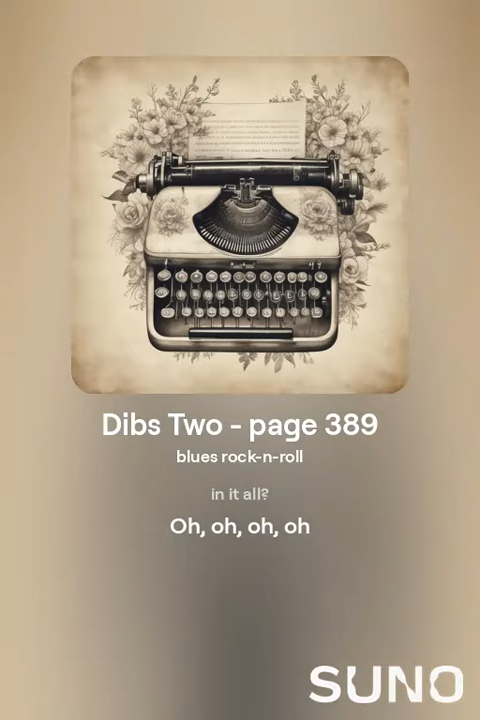 Dibs Two - page 389
blues rock-n-roll
in it all?
Oh, oh, oh, oh
SUNO